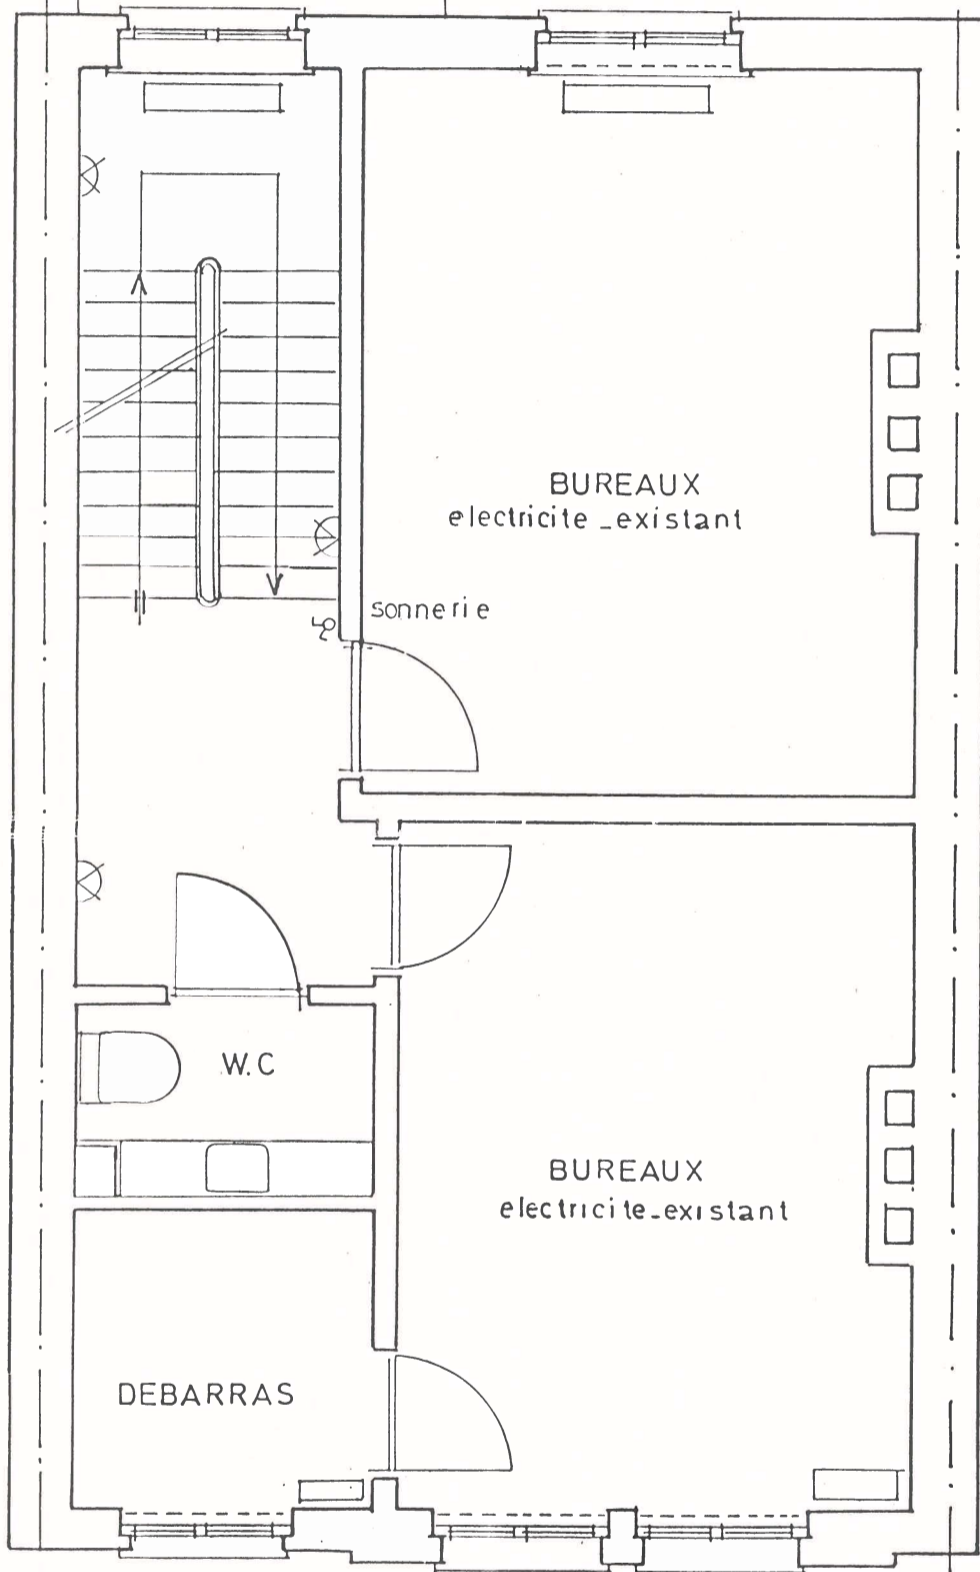 BUREAUX
electricite_existant
sonnerie
W.C
BUREAUX
electricite_existant
DEBARRAS